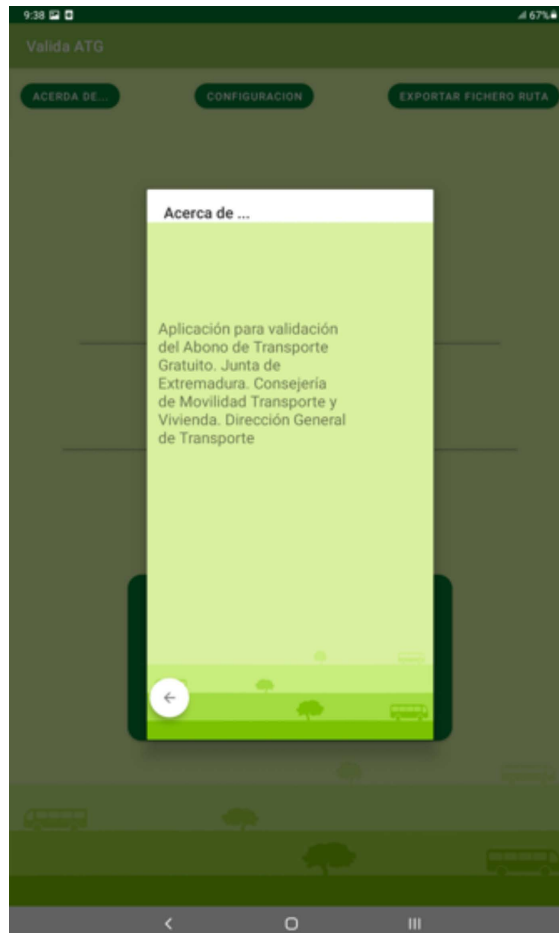 9:38
67%
Valida ATG
ACERDA DE...
CONFIGURACION
EXPORTAR FICHERO RUTA
Acerca de ...
Aplicación para validación
del Abono de Transporte
Gratuito. Junta de
Extremadura. Consejería
de Movilidad Transporte y
Vivienda. Dirección General
de Transporte